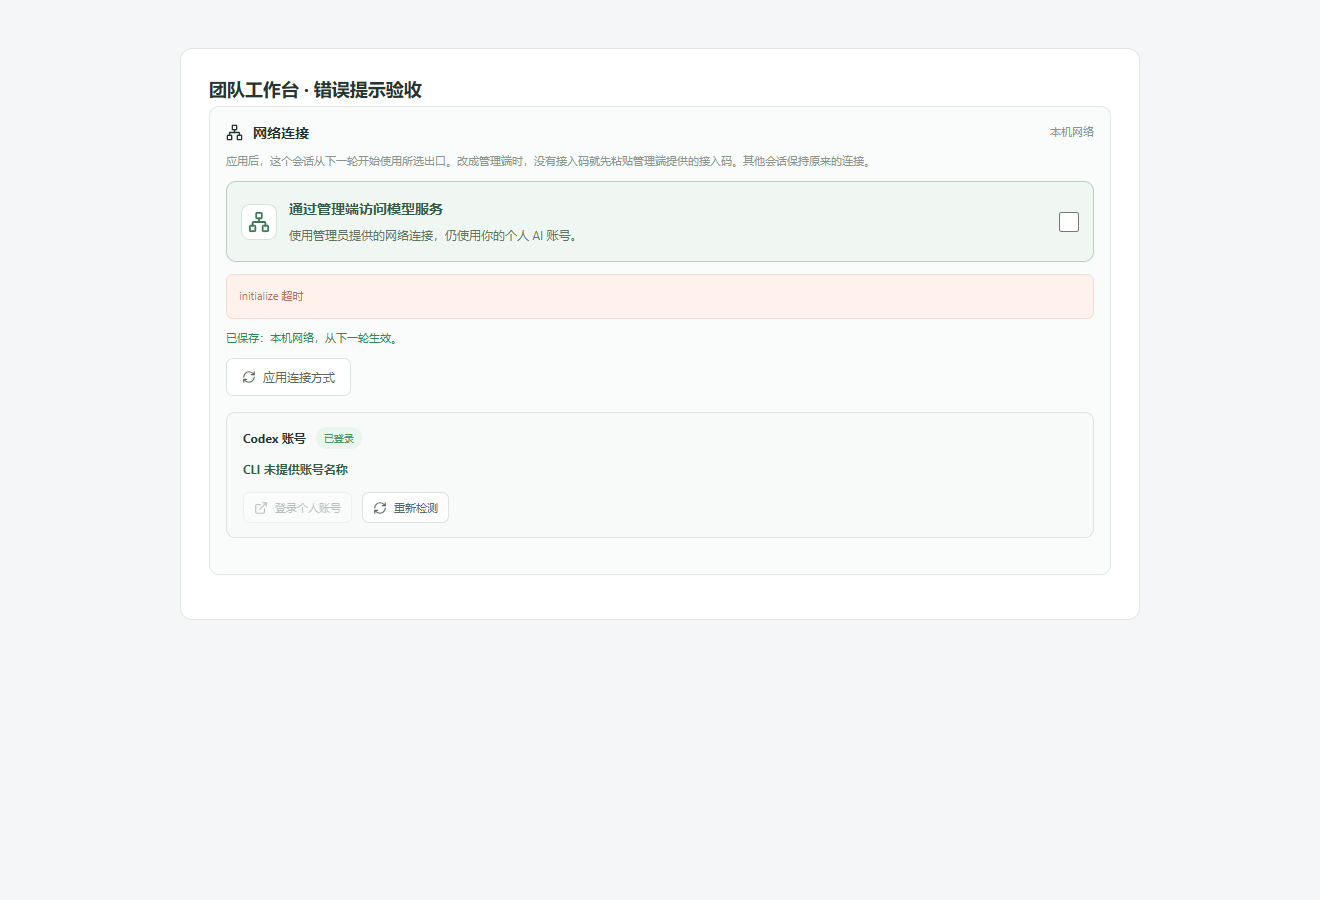 团队工作台 · 错误提示验收
网络连接
本机网络
应用后，这个会话从下一轮开始使用所选出口。改成管理端时，没有接入码就先粘贴管理端提供的接入码。其他会话保持原来的连接。
通过管理端访问模型服务
使用管理员提供的网络连接，仍使用你的个人 AI 账号。
initialize 超时
已保存：本机网络，从下一轮生效。
应用连接方式
Codex 账号 已登录
CLI 未提供账号名称
登录个人账号 重新检测